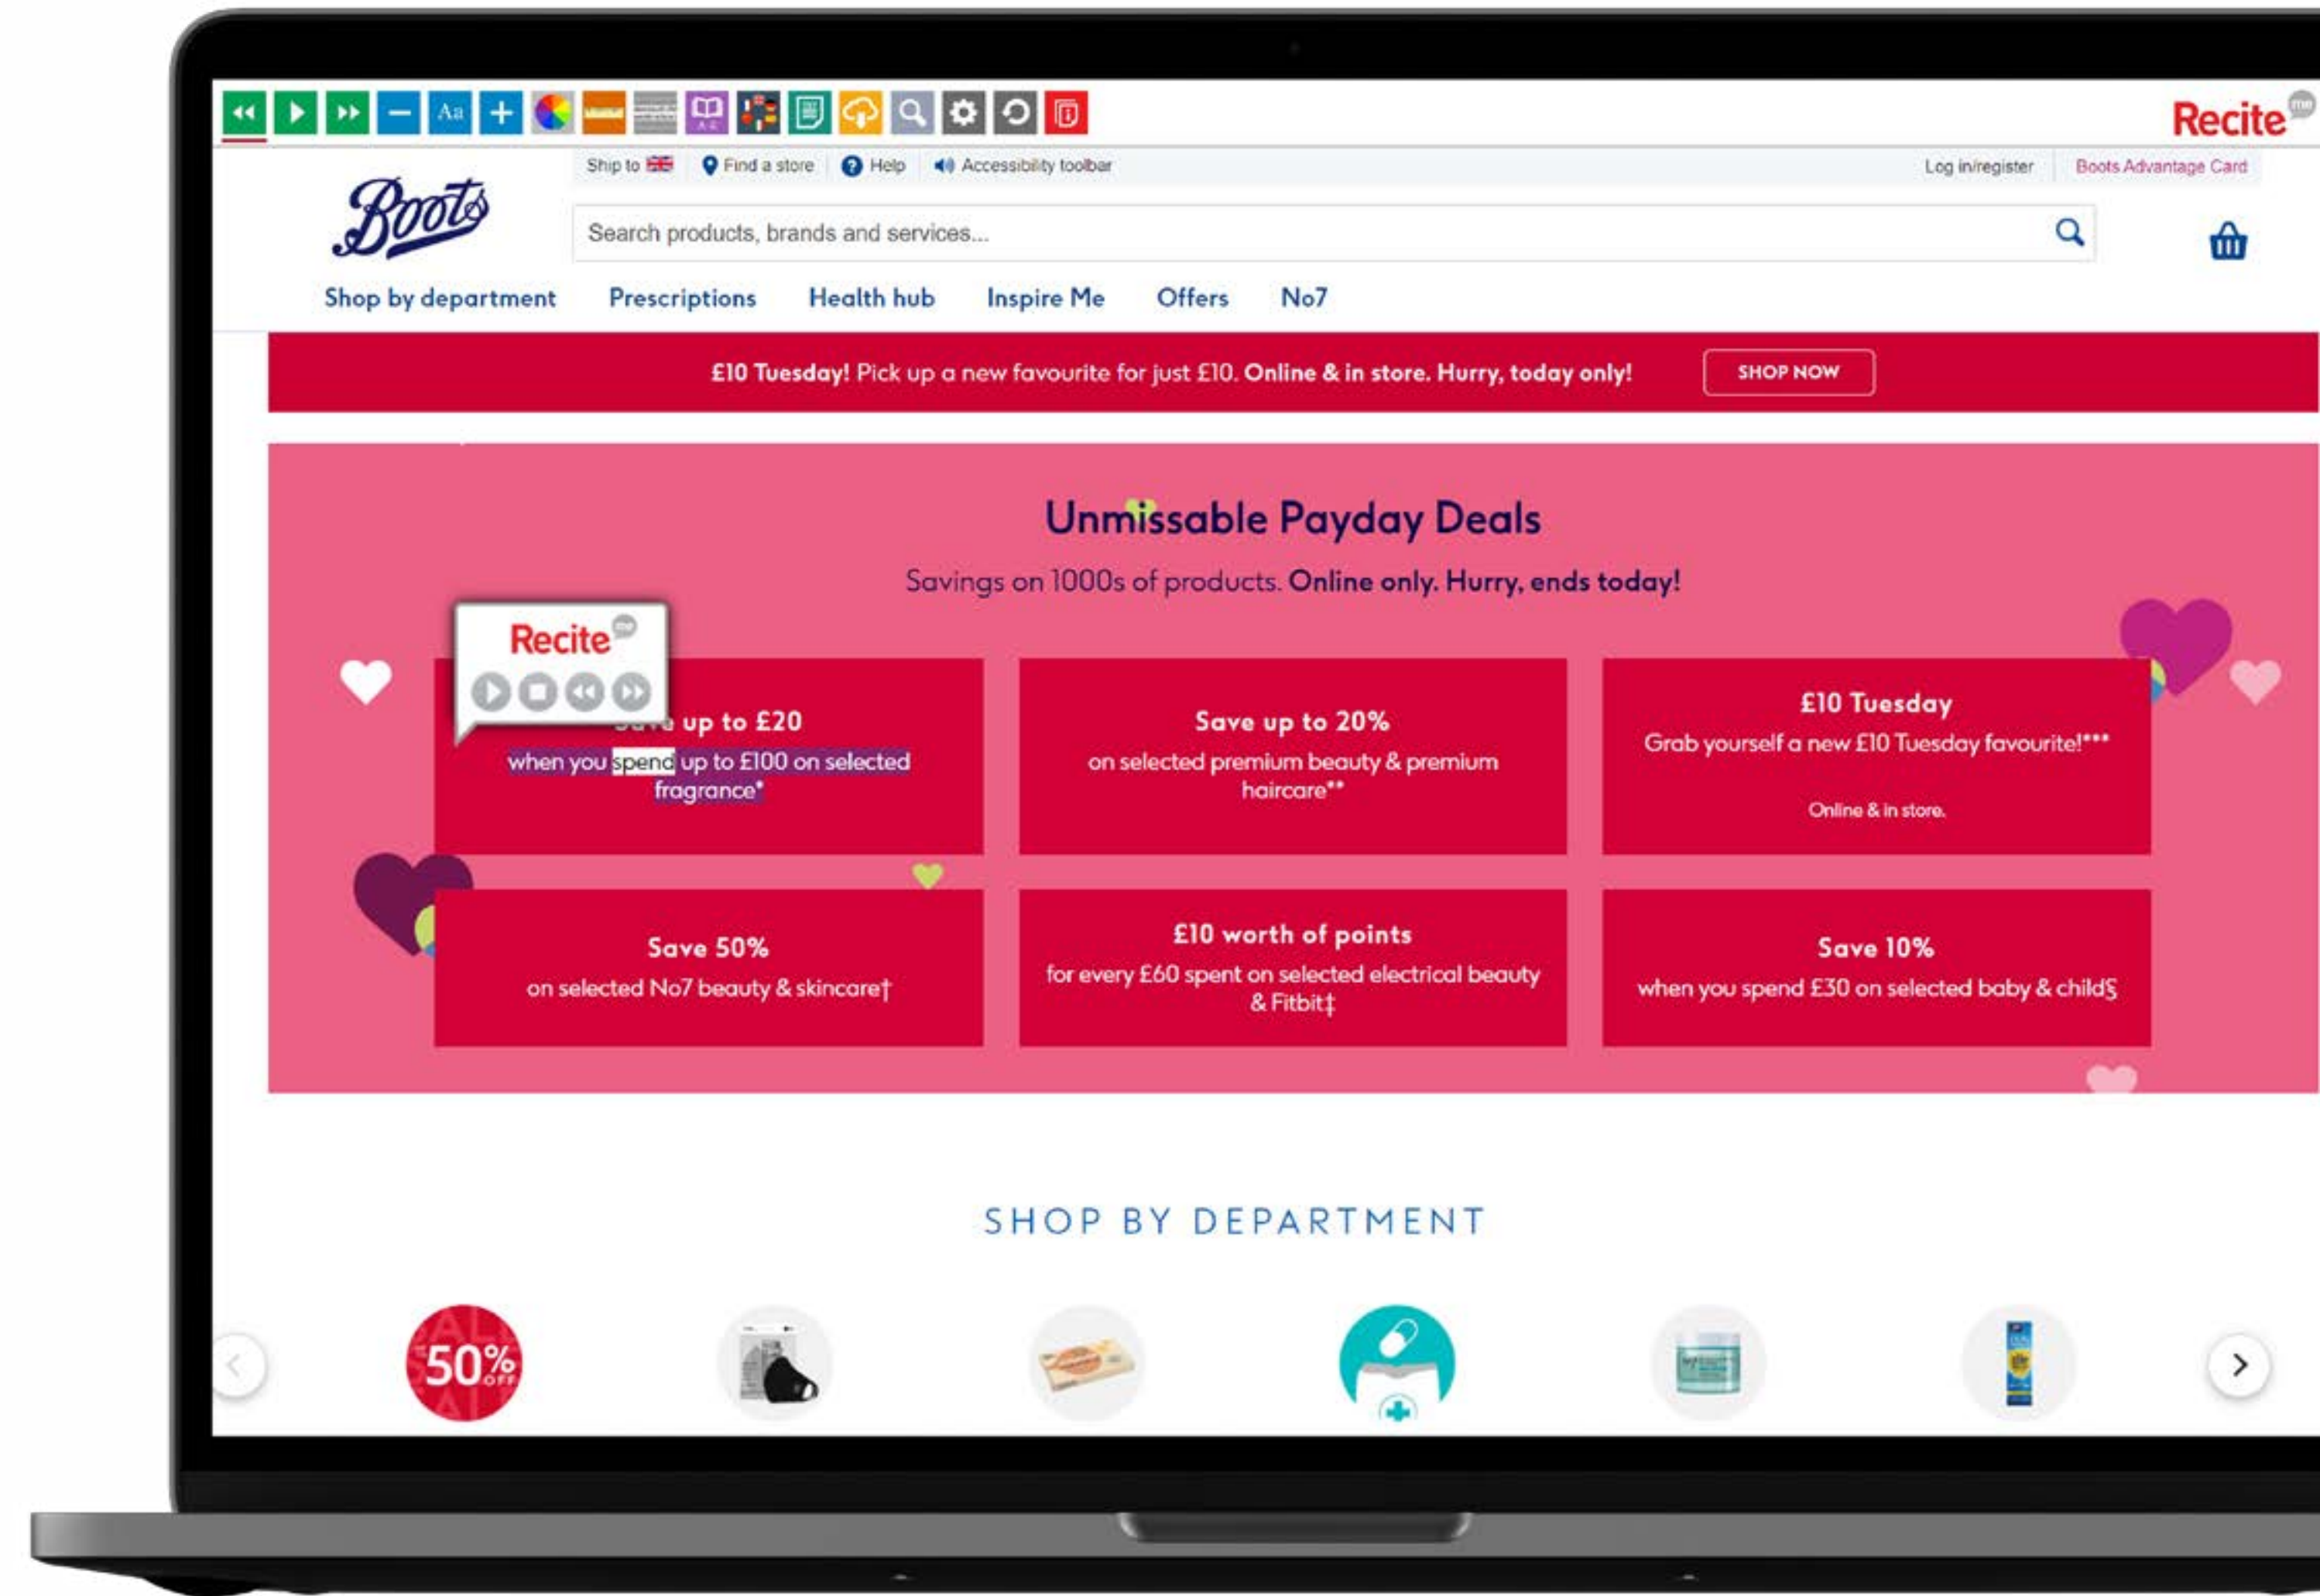 Aa
A-Z
Recite me
Ship to
Find a store
Help
Accessibility toolbar
Log in/register
Boots Advantage Card
Boots
Search products, brands and services...
Shop by department
Prescriptions
Health hub
Inspire Me
Offers
No7
£10 Tuesday! Pick up a new favourite for just £10. Online & in store. Hurry, today only!
SHOP NOW
Unmissable Payday Deals
Savings on 1000s of products. Online only. Hurry, ends today!
Recite me
Save up to £20
when you spend up to £100 on selected
fragrance*
Save up to 20%
on selected premium beauty & premium
haircare**
£10 Tuesday
Grab yourself a new £10 Tuesday favourite!***
Online & in store.
Save 50%
on selected No7 beauty & skincare†
£10 worth of points
for every £60 spent on selected electrical beauty
& Fitbit‡
Save 10%
when you spend £30 on selected baby & child§
SHOP BY DEPARTMENT
50%
OFF